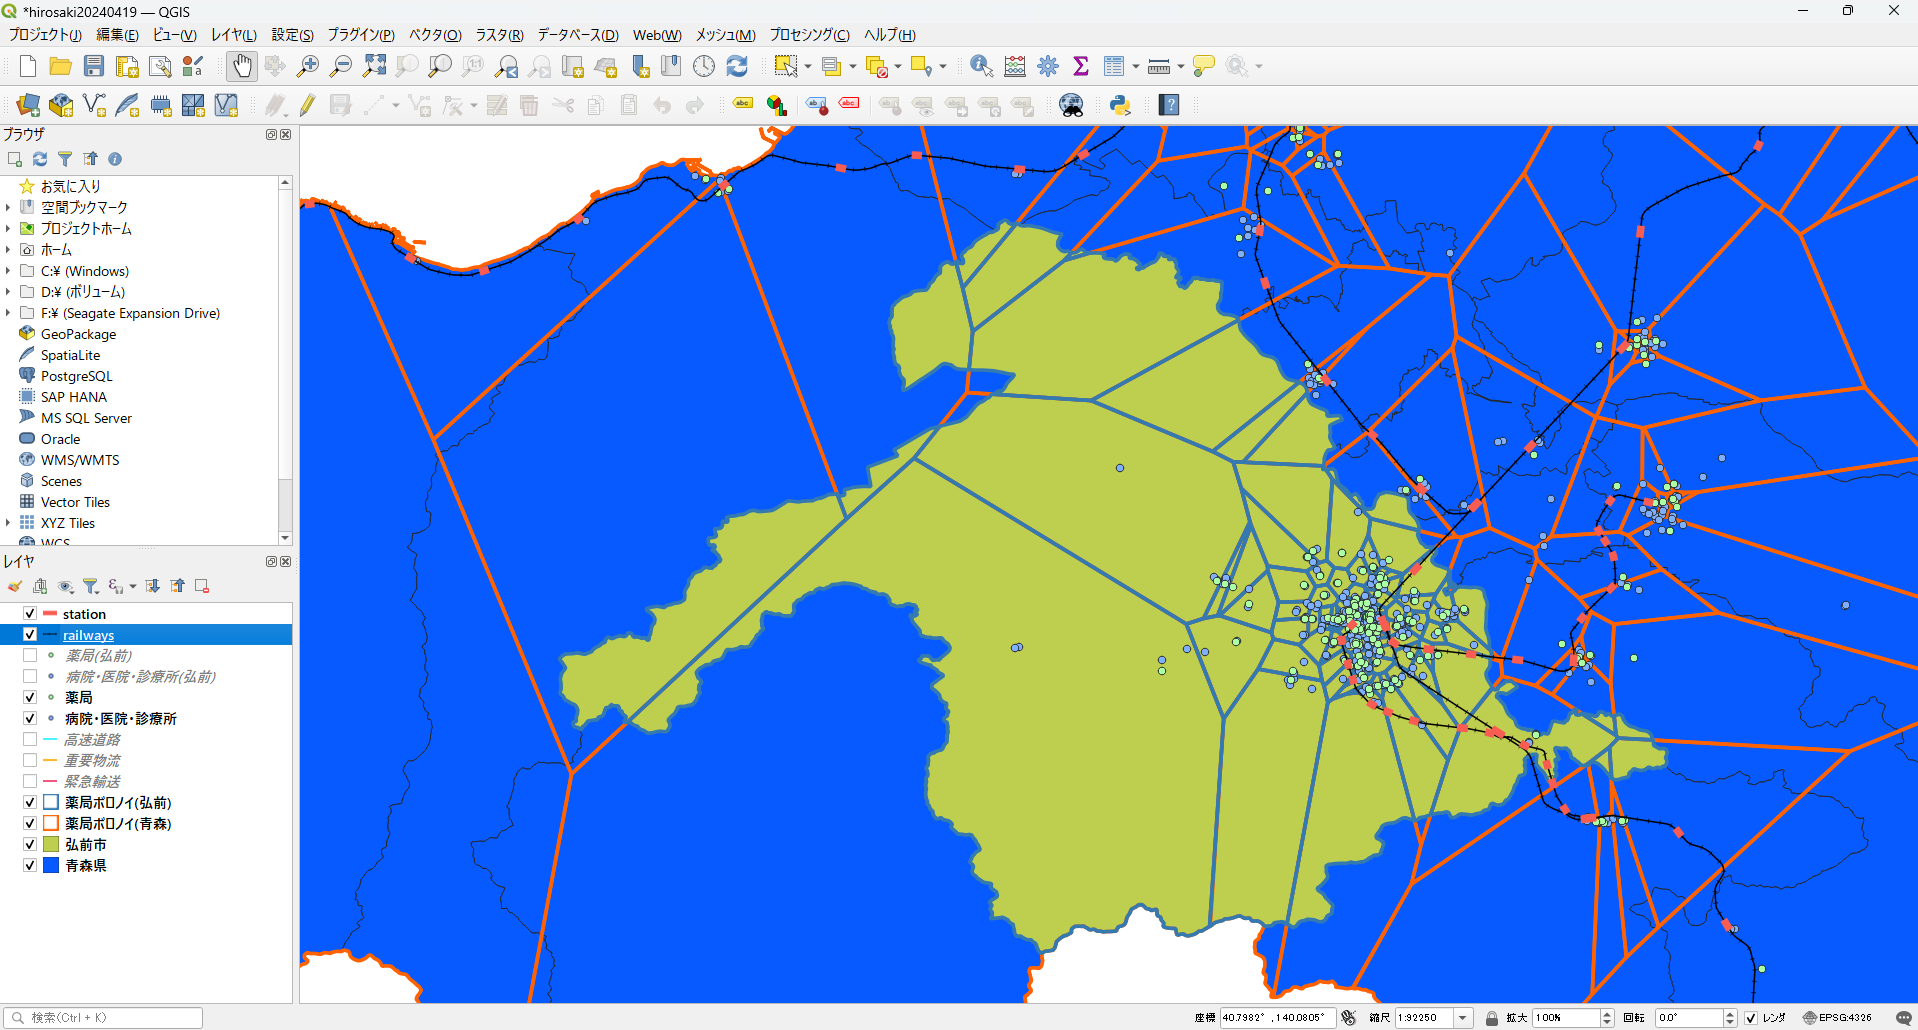 *hirosaki20240419 — QGIS
プロジェクト(J) 編集(E) ビュー(V) レイヤ(L) 設定(S) プラグイン(P) ベクタ(O) ラスタ(R) データベース(D) Web(W) メッシュ(M) プロセシング(C) ヘルプ(H)
ブラウザ
お気に入り
空間ブックマーク
プロジェクトホーム
ホーム
C:¥ (Windows)
D:¥ (ボリューム)
F:¥ (Seagate Expansion Drive)
GeoPackage
SpatiaLite
PostgreSQL
SAP HANA
MS SQL Server
Oracle
WMS/WMTS
Scenes
Vector Tiles
XYZ Tiles
WCS
レイヤ
station
railways
薬局(弘前)
病院・医院・診療所(弘前)
薬局
病院・医院・診療所
高速道路
重要物流
緊急輸送
薬局ボロノイ(弘前)
薬局ボロノイ(青森)
弘前市
青森県
検索(Ctrl + K)
座標 40.7982° ,140.0805° 縮尺 1:92250 拡大 100% 回転 0.0° レンダ EPSG:4326